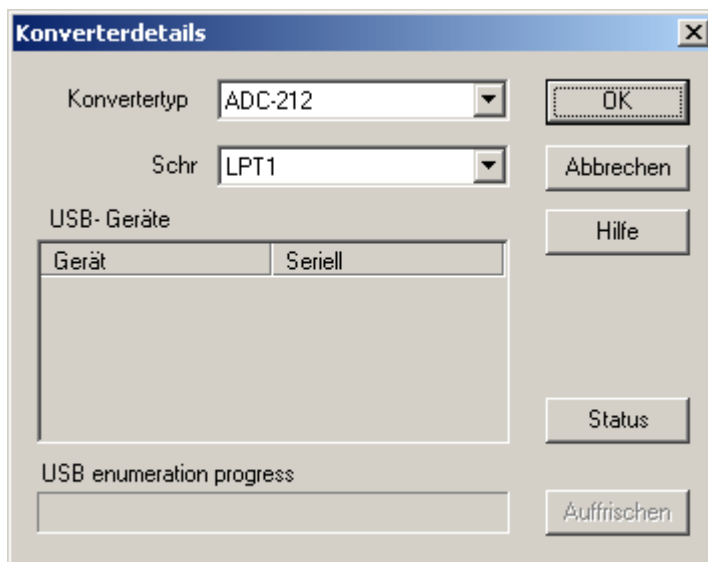 Konverterdetails
Konvertertyp ADC-212 OK
Schr LPT1 Abbrechen
USB- Geräte Hilfe
Gerät Seriell
Status
USB enumeration progress
Auffrischen